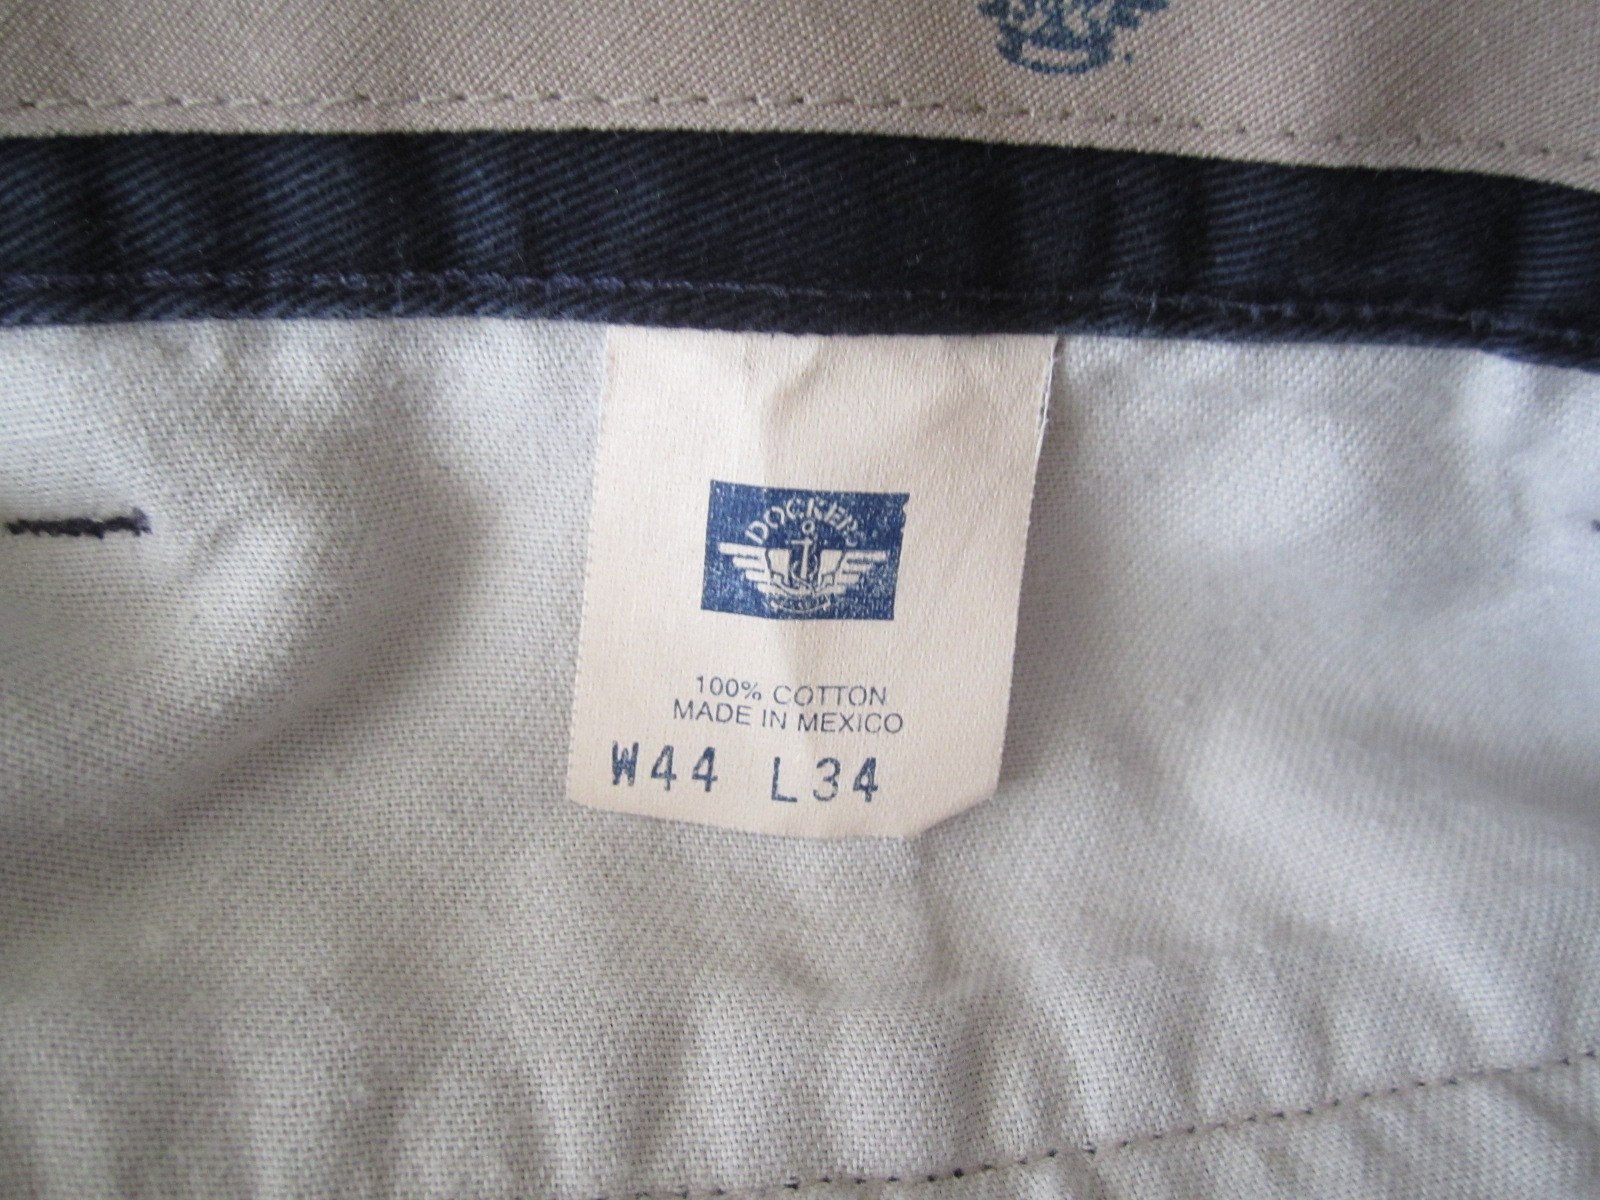 DOCKERS
100% COTTON
MADE IN MEXICO
W44 L34